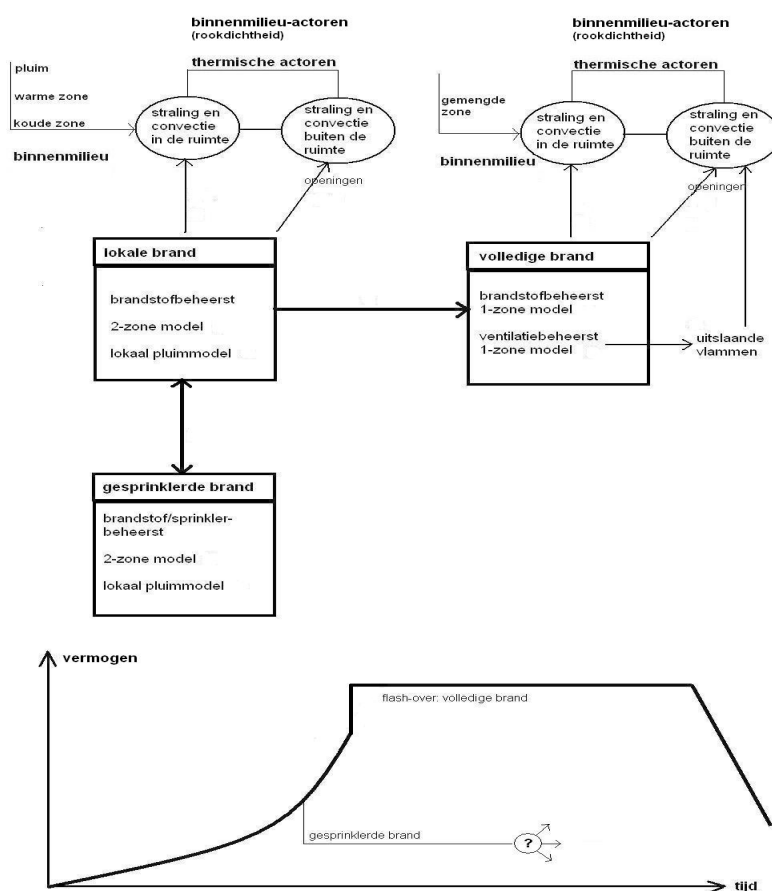 binnenmilieu-actoren
(rookdichtheid)
thermische actoren
pluim
warme zone
koude zone
binnenmilieu
straling en
convectie
in de ruimte
straling en
convectie
buiten de
ruimte
openingen
binnenmilieu-actoren
(rookdichtheid)
thermische actoren
gemengde
zone
binnenmilieu
straling en
convectie
in de ruimte
straling en
convectie
buiten de
ruimte
openingen
lokale brand
brandstofbeheerst
2-zone model
lokaal pluimmodel
volledige brand
brandstofbeheerst
1-zone model
ventilatiebeheerst
1-zone model
uitslaande
vlammen
gesprinklerde brand
brandstof/sprinkler-
beheerst
2-zone model
lokaal pluimmodel
vermogen
flash-over: volledige brand
gesprinklerde brand
?
tijd